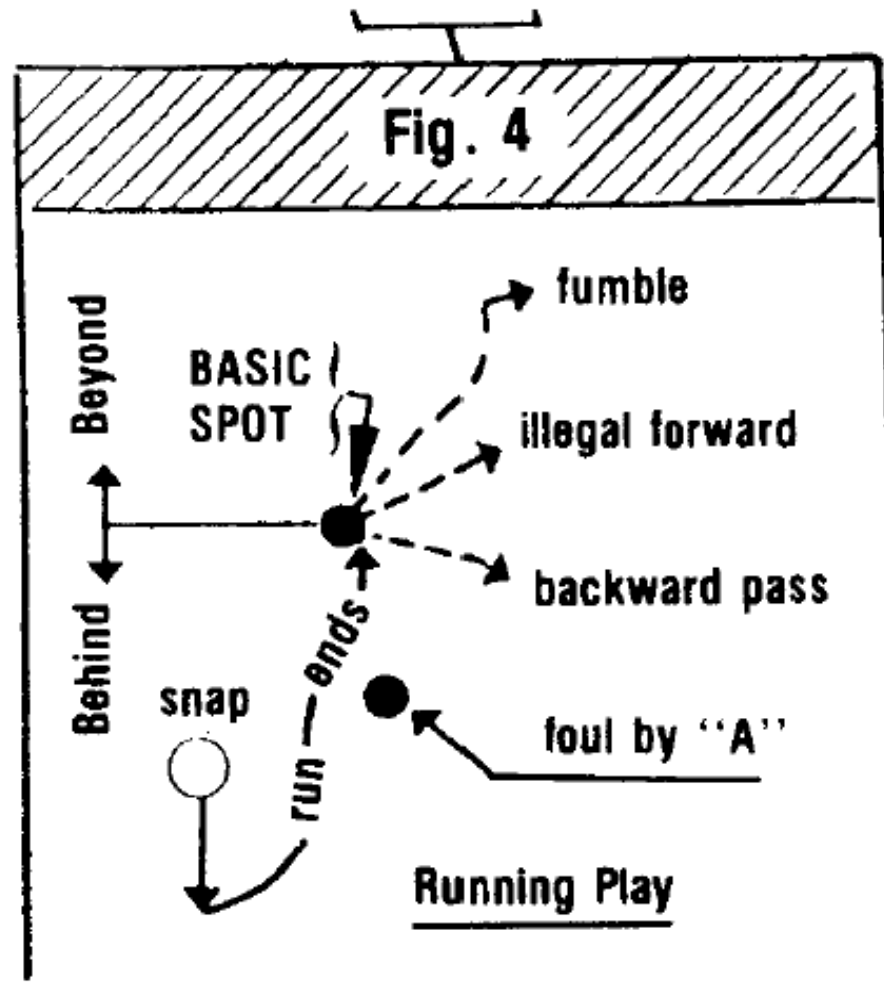 Fig. 4
fumble
Beyond
BASIC
SPOT
illegal forward
backward pass
Behind
run ends
snap
foul by ‘‘A’’
Running Play